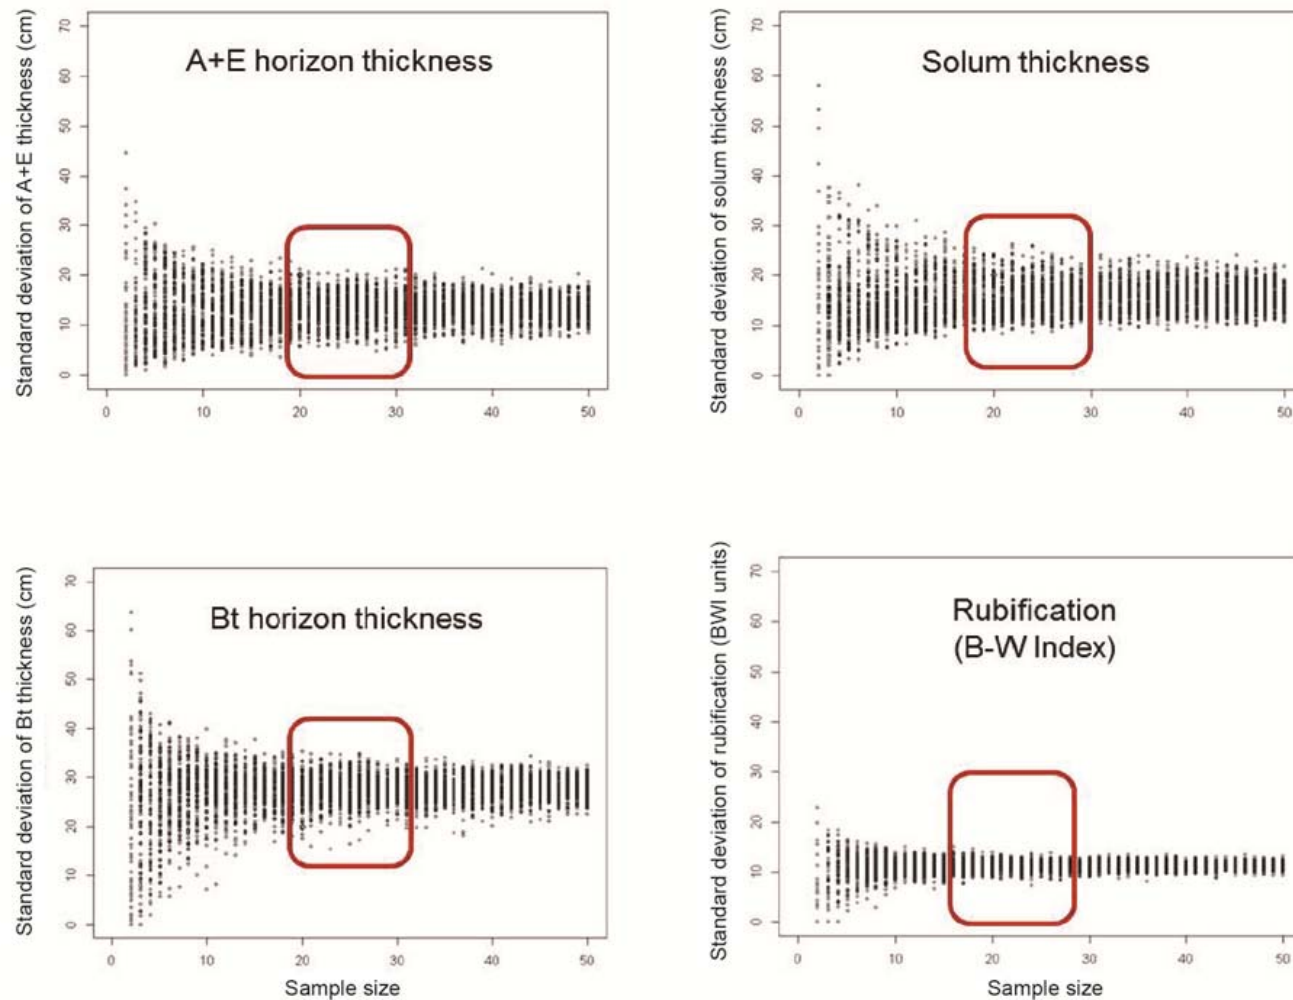 A+E horizon thickness
Standard deviation of A+E thickness (cm)
70
60
50
40
30
20
10
0
0 10 20 30 40 50
Solum thickness
Standard deviation of solum thickness (cm)
70
60
50
40
30
20
10
0
0 10 20 30 40 50
Bt horizon thickness
Standard deviation of Bt thickness (cm)
70
60
50
40
30
20
10
0
0 10 20 30 40 50
Sample size
Rubification
(B-W Index)
Standard deviation of rubification (BWI units)
70
60
50
40
30
20
10
0
0 10 20 30 40 50
Sample size